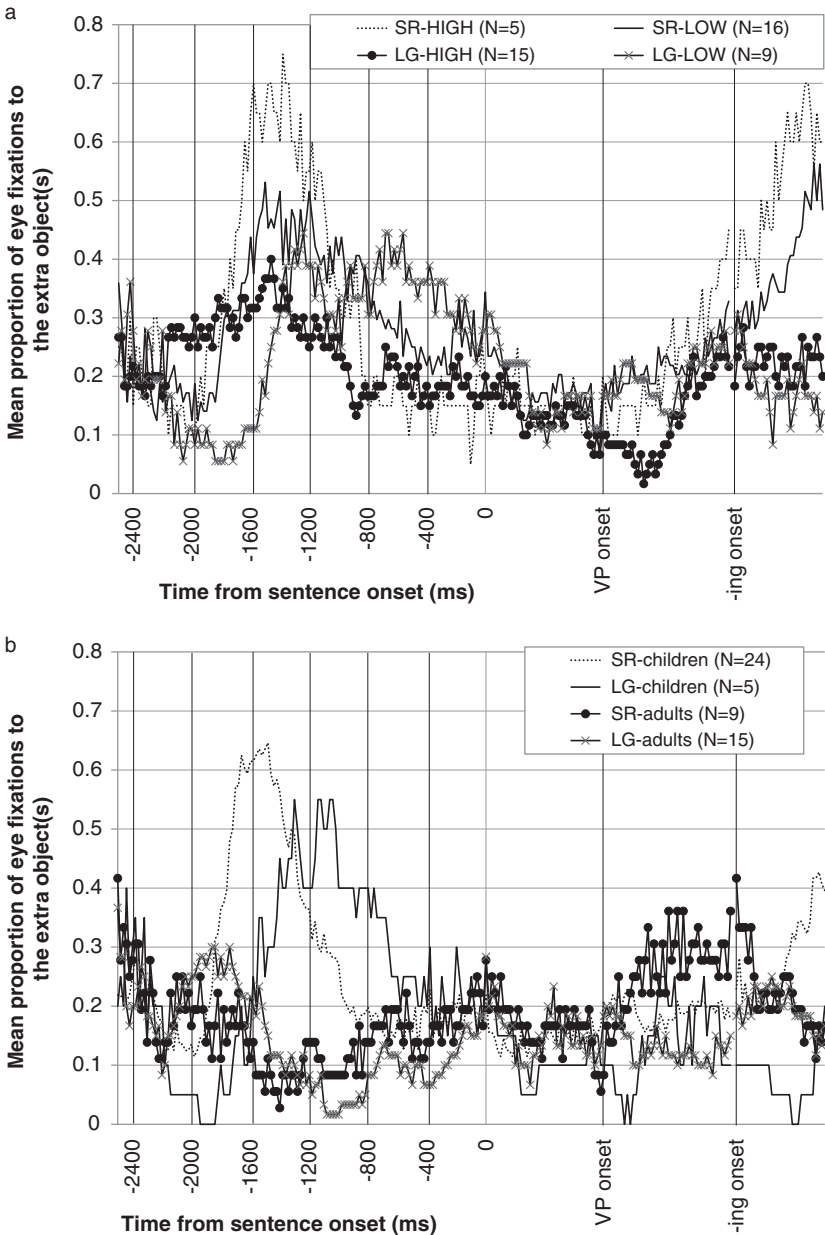 a
SR-HIGH (N=5) SR-LOW (N=16)
LG-HIGH (N=15) LG-LOW (N=9)
Mean proportion of eye fixations to
the extra object(s)
0.8
0.7
0.6
0.5
0.4
0.3
0.2
0.1
0
-2400 -2000 -1600 -1200 -800 -400 0 VP onset -ing onset
Time from sentence onset (ms)
b
SR-children (N=24)
LG-children (N=5)
SR-adults (N=9)
LG-adults (N=15)
Mean proportion of eye fixations to
the extra object(s)
0.8
0.7
0.6
0.5
0.4
0.3
0.2
0.1
0
-2400 -2000 -1600 -1200 -800 -400 0 VP onset -ing onset
Time from sentence onset (ms)